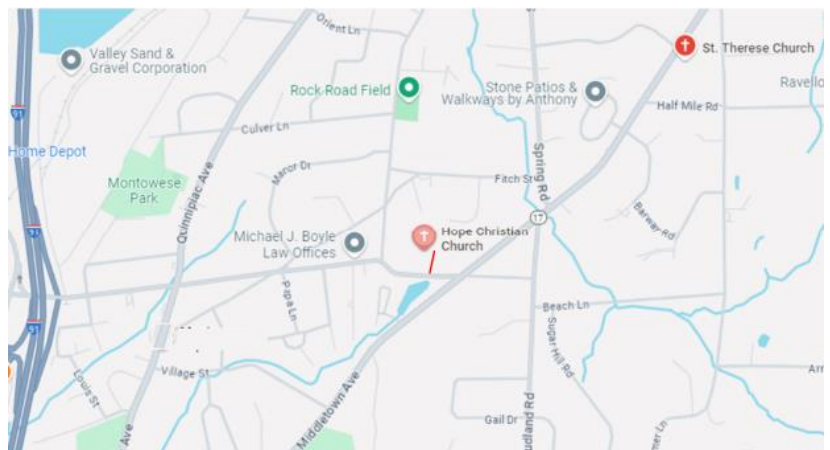 Orient Ln
Valley Sand &
Gravel Corporation
St. Therese Church
Rock Road Field
Stone Patios &
Walkways by Anthony
Ravello
Half Mile Rd
91
Culver Ln
Home Depot
Spring Rd
Manor Dr
Fitch St
Montowese
Park
Quinnipiac Ave
Barwar Rd
17
91
Michael J. Boyle
Law Offices
Hope Christian
Church
Papa Ln
Beach Ln
91
Sugar Hill Rd
Village St
Louis St
Middletown Ave
Gail Dr
Ave